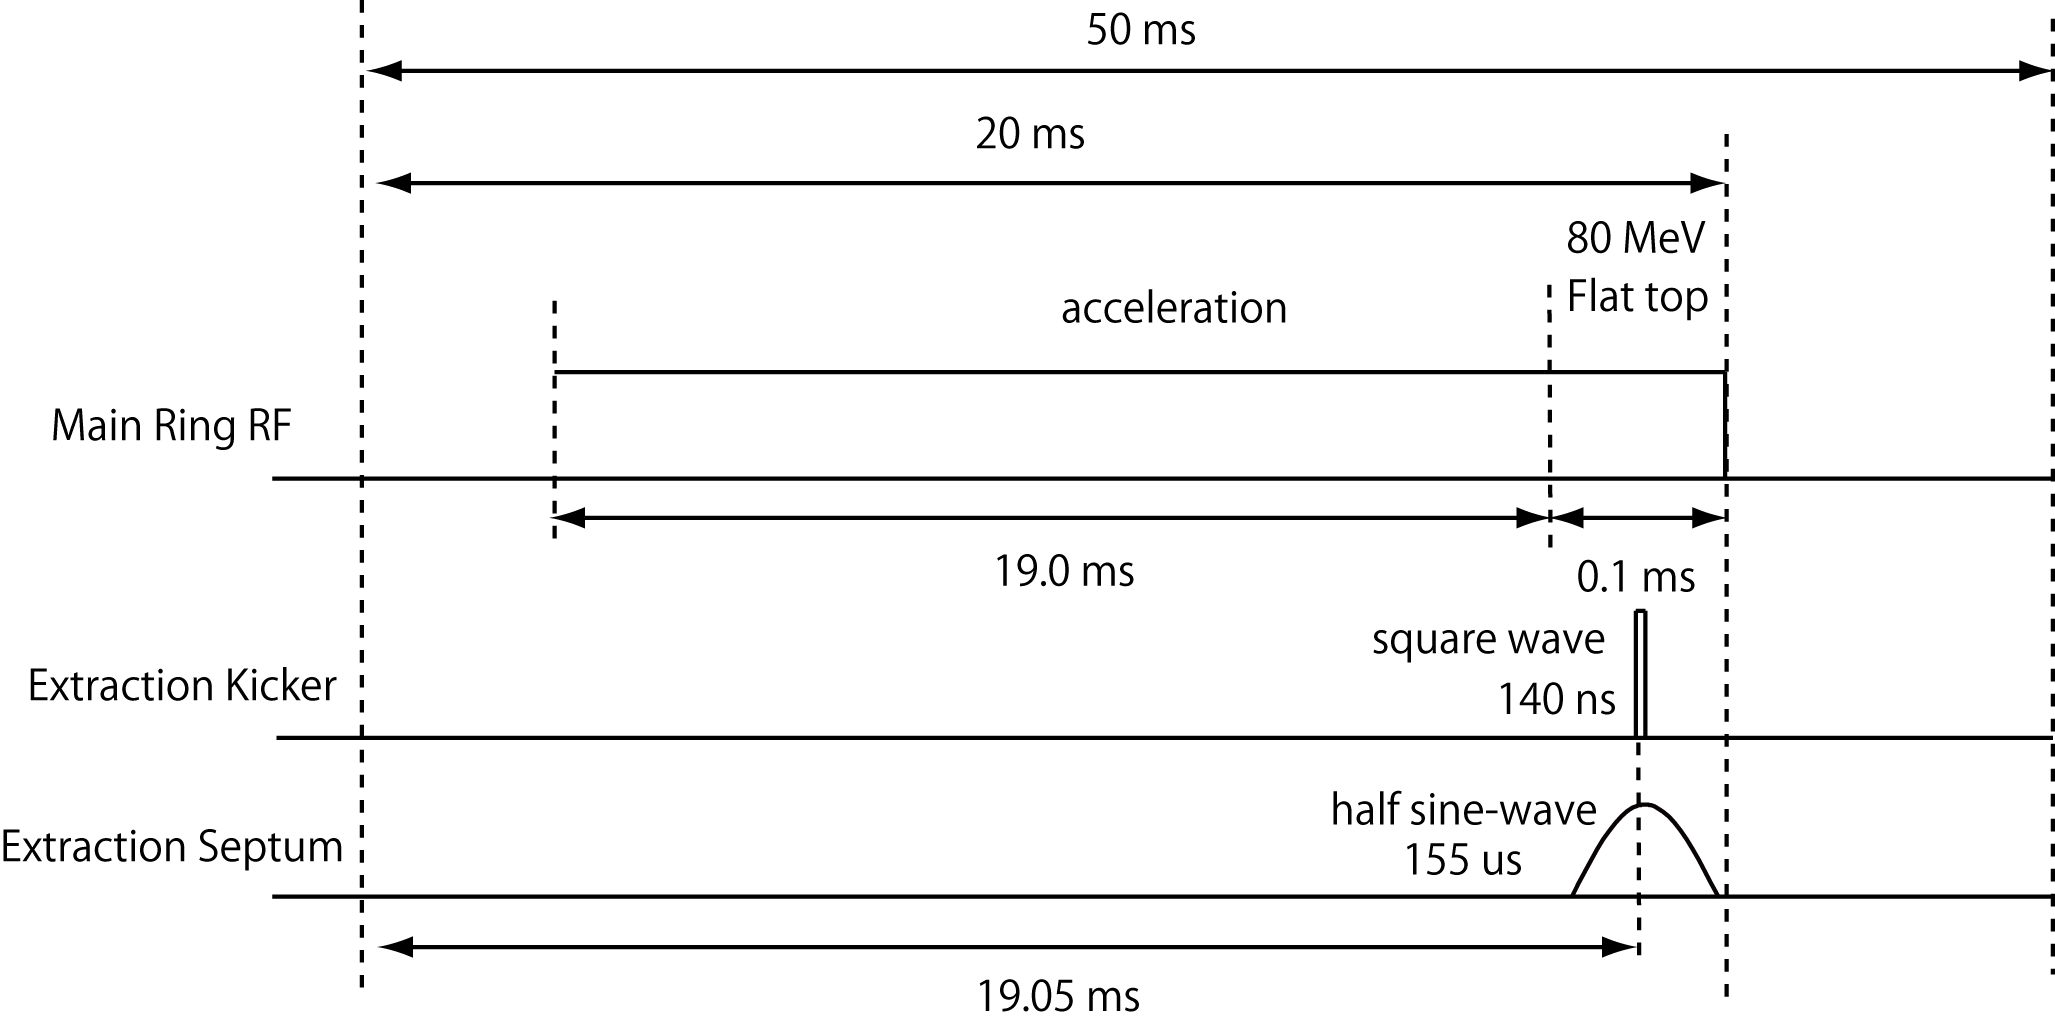 50 ms
20 ms
80 MeV
Flat top
acceleration
Main Ring RF
19.0 ms
0.1 ms
square wave
140 ns
Extraction Kicker
half sine-wave
155 us
Extraction Septum
19.05 ms